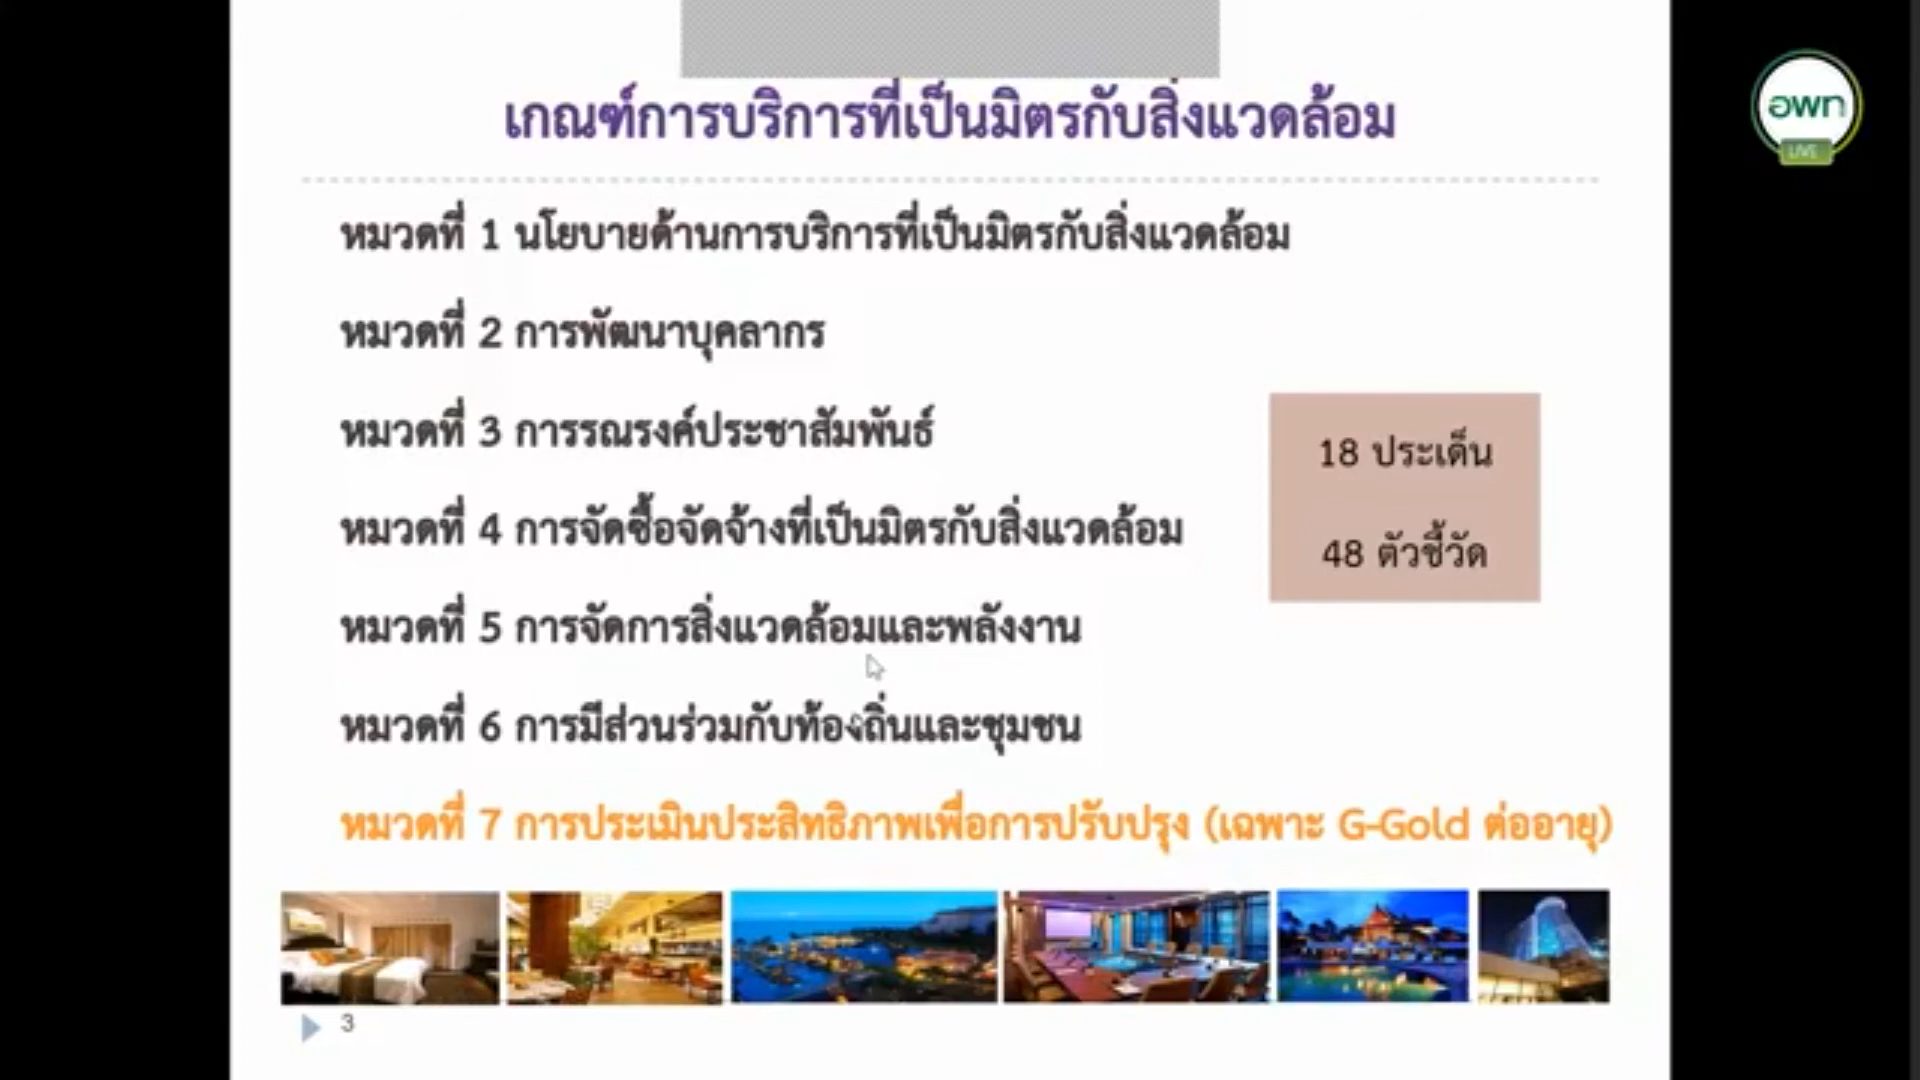 เกณฑ์การบริการที่เป็นมิตรกับสิ่งแวดล้อม
อพท
LIVE
หมวดที่ 1 นโยบายด้านการบริการที่เป็นมิตรกับสิ่งแวดล้อม
หมวดที่ 2 การพัฒนาบุคลากร
หมวดที่ 3 การรณรงค์ประชาสัมพันธ์
18 ประเด็น
หมวดที่ 4 การจัดซื้อจัดจ้างที่เป็นมิตรกับสิ่งแวดล้อม
48 ตัวชี้วัด
หมวดที่ 5 การจัดการสิ่งแวดล้อมและพลังงาน
หมวดที่ 6 การมีส่วนร่วมกับท้องถิ่นและชุมชน
หมวดที่ 7 การประเมินประสิทธิภาพเพื่อการปรับปรุง (เฉพาะ G-Gold ต่ออายุ)
3